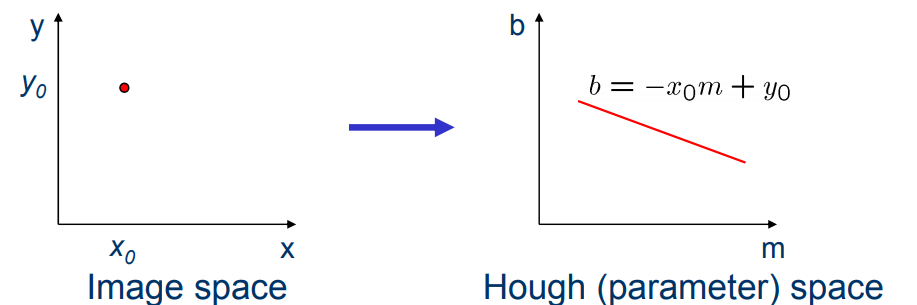 y
y₀
x₀
x
Image space
b
b = −x₀m + y₀
m
Hough (parameter) space